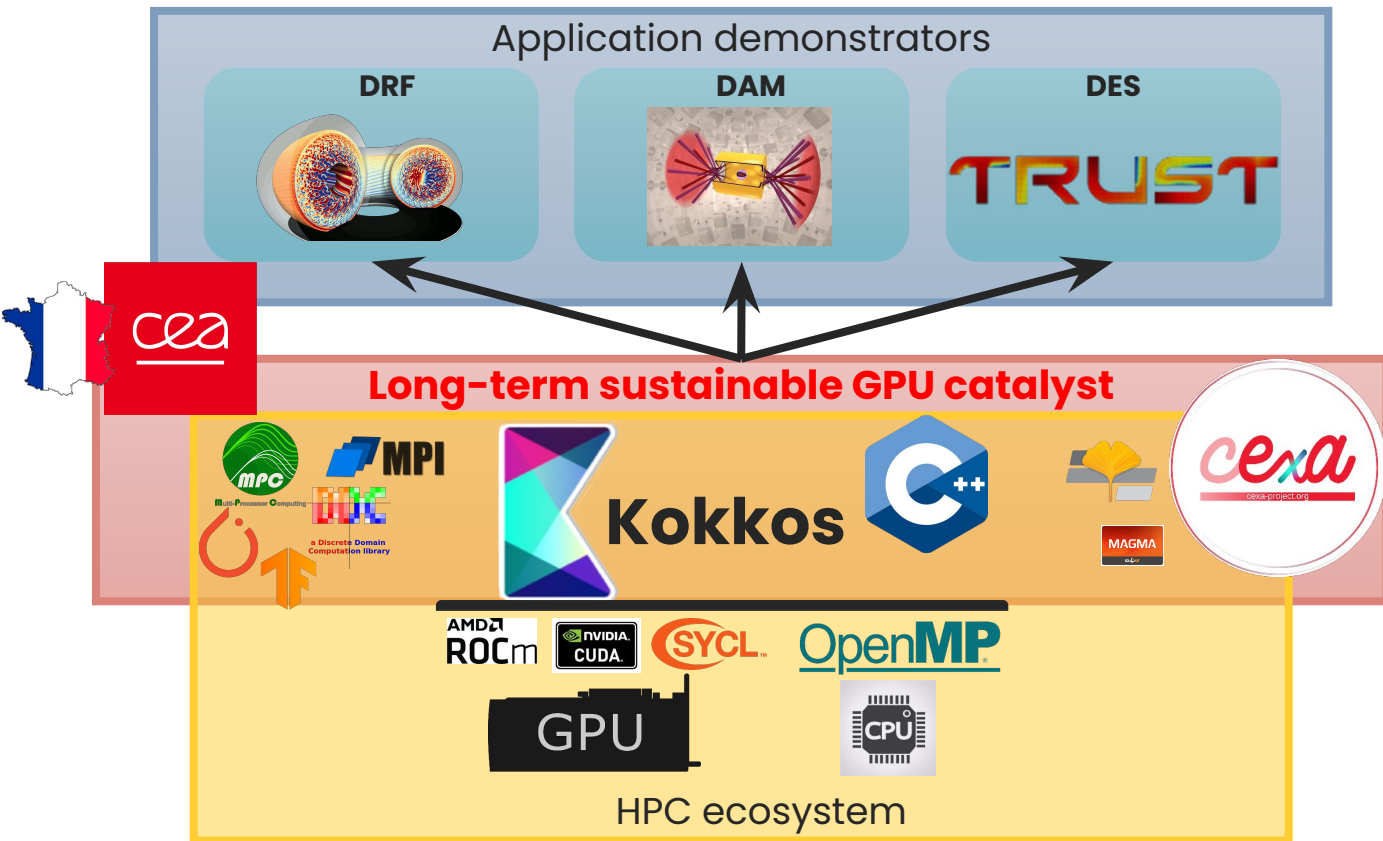 Application demonstrators
DRF
DAM
DES
TRUST
cea
Long-term sustainable GPU catalyst
cexa
cexa-project.org
MPC
Multi-Processor Computing
MPI
a Discrete Domain
Computation library
Kokkos
C++
MAGMA
AMD
ROCm
NVIDIA.
CUDA.
SYCL™
OpenMP®
GPU
CPU
HPC ecosystem